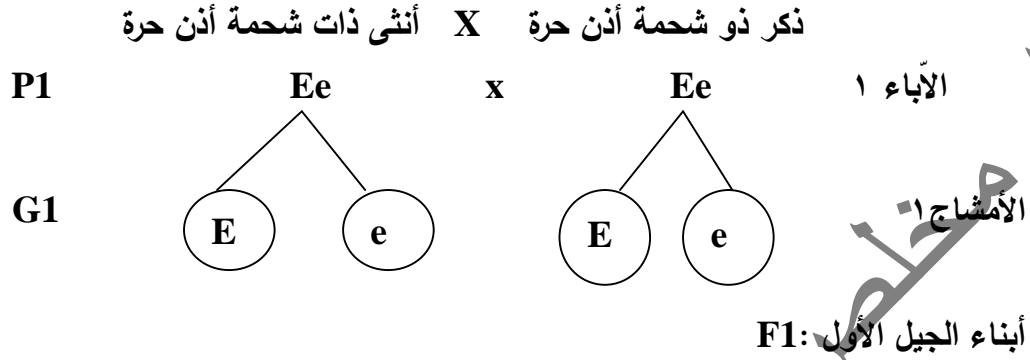 ذكر ذو شحمة أذن حرة X أنثى ذات شحمة أذن حرة
P1 Ee x Ee الآباء ١
G1 E e E e الأمشاج١
أبناء الجيل الأول :F1